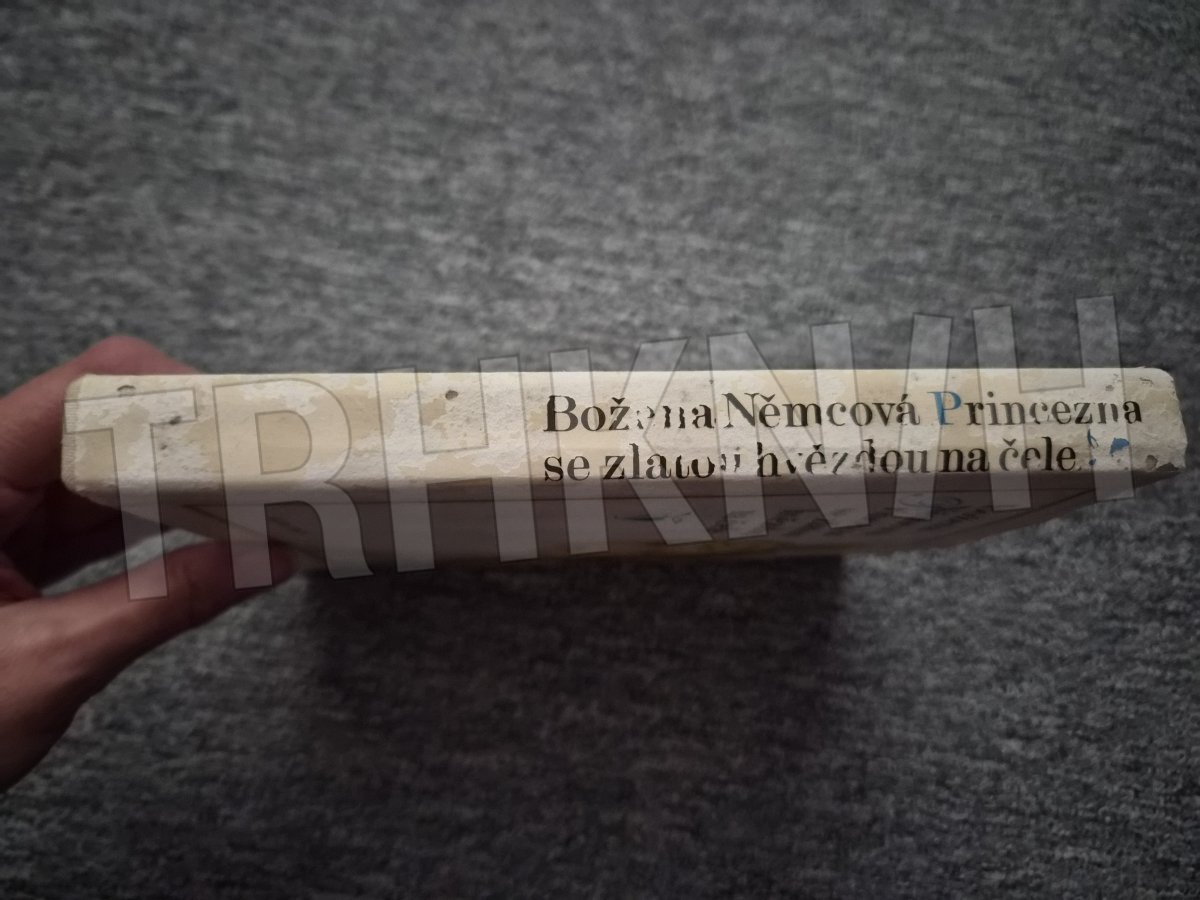 Božena Němcová Princezna
se zlatou hvězdou na čele
TRHKNIH